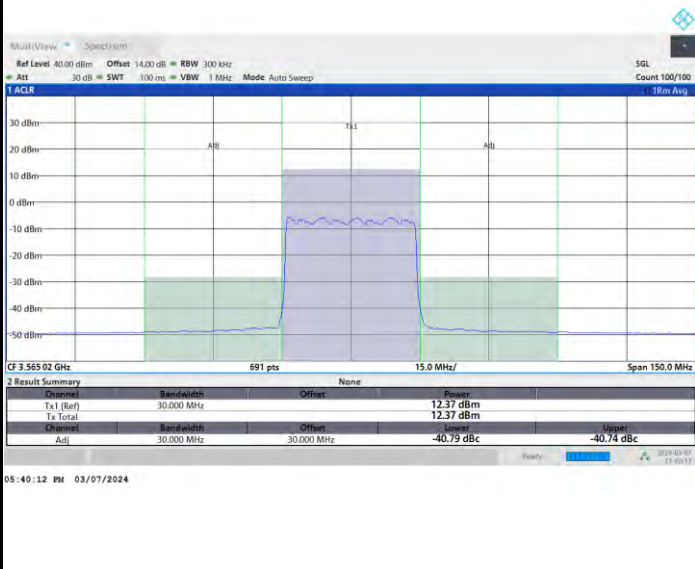 MultiView Spectrum
Ref Level 40.00 dBm Offset 14.00 dB RBW 300 kHz SGL
Att 30 dB SWT 100 ms VBW 1 MHz Mode Auto Sweep Count 100/100
1 ACLR 1Rm Avg
30 dBm
Tx1
20 dBm
Adj Adj
10 dBm
0 dBm
-10 dBm
-20 dBm
-30 dBm
-40 dBm
-50 dBm
CF 3.565 02 GHz 691 pts 15.0 MHz/ Span 150.0 MHz
2 Result Summary None
Channel Bandwidth Offset Power
Tx1 (Ref) 30.000 MHz 12.37 dBm
Tx Total 12.37 dBm
Channel Bandwidth Offset Lower Upper
Adj 30.000 MHz 30.000 MHz -40.79 dBc -40.74 dBc
Ready
05:40:12 PM 03/07/2024